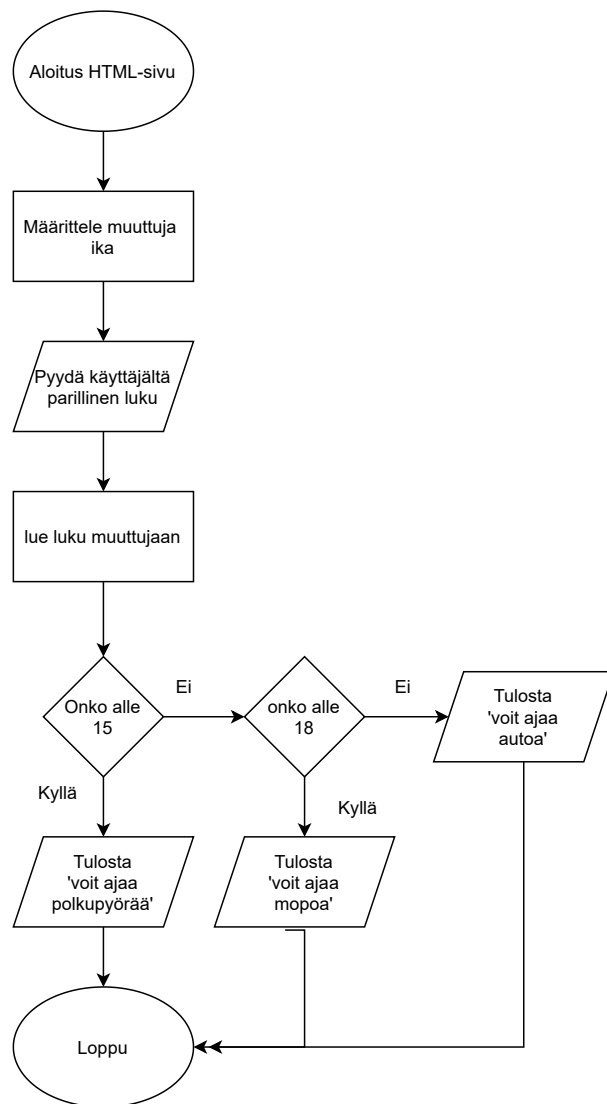 Aloitus HTML-sivu
Määrittele muuttuja
ika
Pyydä käyttäjältä
parillinen luku
lue luku muuttujaan
Onko alle
15
Ei
onko alle
18
Ei
Tulosta
'voit ajaa
autoa'
Kyllä
Kyllä
Tulosta
'voit ajaa
polkupyörää'
Tulosta
'voit ajaa
mopoa'
Loppu